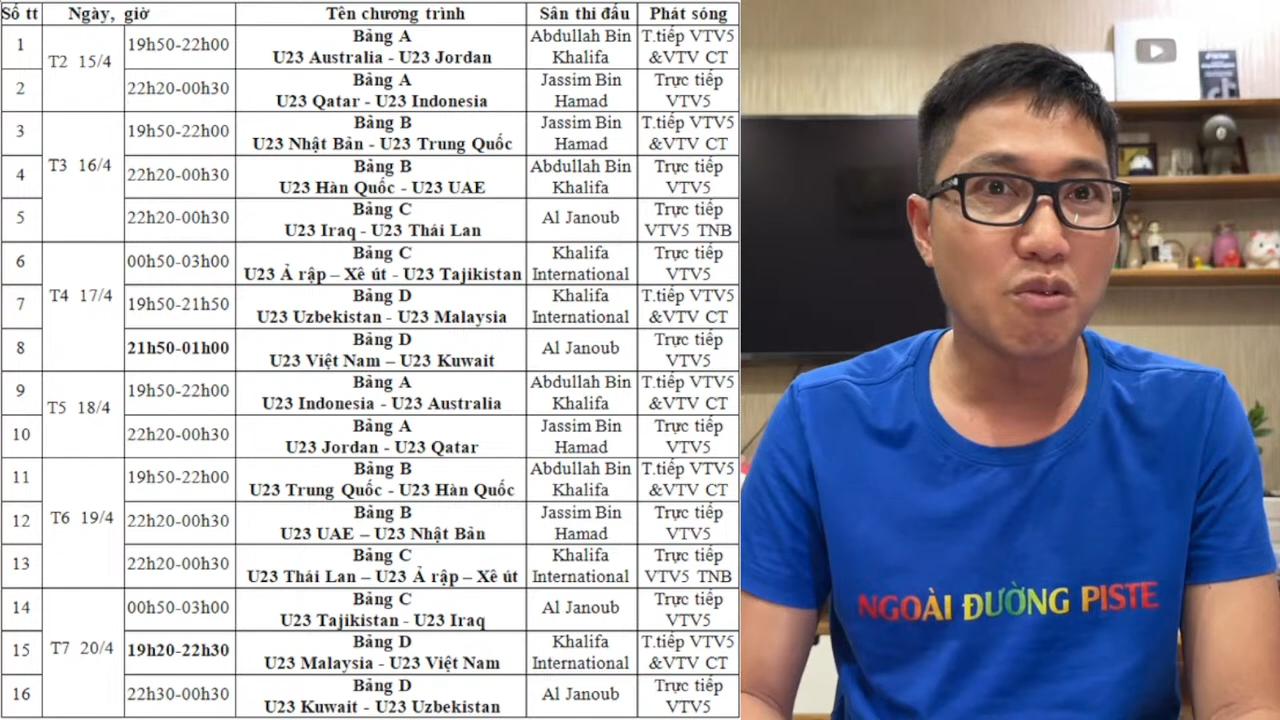 Số tt Ngày, giờ Tên chương trình Sân thi đấu Phát sóng
1 T2 15/4 19h50-22h00 Bảng A Abdullah Bin T.tiếp VTV5
U23 Australia - U23 Jordan Khalifa &VTV CT
2 22h20-00h30 Bảng A Jassim Bin Trực tiếp
U23 Qatar - U23 Indonesia Hamad VTV5
3 T3 16/4 19h50-22h00 Bảng B Jassim Bin T.tiếp VTV5
U23 Nhật Bản - U23 Trung Quốc Hamad &VTV CT
4 22h20-00h30 Bảng B Abdullah Bin Trực tiếp
U23 Hàn Quốc - U23 UAE Khalifa VTV5
5 22h20-00h30 Bảng C Al Janoub Trực tiếp
U23 Iraq - U23 Thái Lan VTV5 TNB
6 T4 17/4 00h50-03h00 Bảng C Khalifa Trực tiếp
U23 Ả rập – Xê út - U23 Tajikistan International VTV5
7 19h50-21h50 Bảng D Khalifa T.tiếp VTV5
U23 Uzbekistan - U23 Malaysia International &VTV CT
8 21h50-01h00 Bảng D Al Janoub Trực tiếp
U23 Việt Nam – U23 Kuwait VTV5
9 T5 18/4 19h50-22h00 Bảng A Abdullah Bin T.tiếp VTV5
U23 Indonesia - U23 Australia Khalifa &VTV CT
10 22h20-00h30 Bảng A Jassim Bin Trực tiếp
U23 Jordan - U23 Qatar Hamad VTV5
11 T6 19/4 19h50-22h00 Bảng B Abdullah Bin T.tiếp VTV5
U23 Trung Quốc - U23 Hàn Quốc Khalifa &VTV CT
12 22h20-00h30 Bảng B Jassim Bin Trực tiếp
U23 UAE – U23 Nhật Bản Hamad VTV5
13 22h20-00h30 Bảng C Khalifa Trực tiếp
U23 Thái Lan – U23 Ả rập – Xê út International VTV5 TNB
14 T7 20/4 00h50-03h00 Bảng C Al Janoub Trực tiếp
U23 Tajikistan - U23 Iraq VTV5
15 19h20-22h30 Bảng D Khalifa T.tiếp VTV5
U23 Malaysia - U23 Việt Nam International &VTV CT
16 22h30-00h30 Bảng D Al Janoub Trực tiếp
U23 Kuwait - U23 Uzbekistan VTV5
NGOÀI ĐƯỜNG PISTE